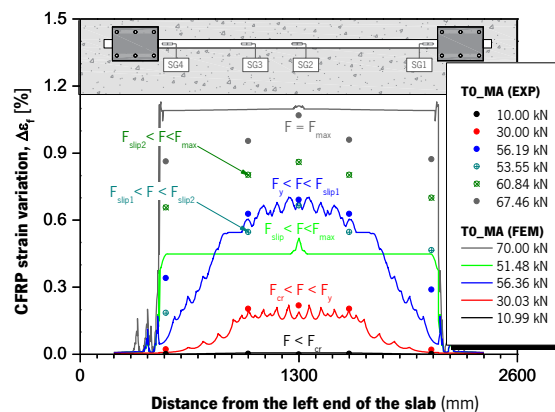 1.5
1.2
0.9
0.6
0.3
0.0
CFRP strain variation, Δε_f [%]
SG4
SG3
SG2
SG1
F = F_max
F_slip2 < F<F_max
F_slip1 < F < F_slip2
F_y < F < F_slip1
F_slip < F<F_max
F_cr < F < F_y
F < F_cr
T0_MA (EXP)
10.00 kN
30.00 kN
56.19 kN
53.55 kN
60.84 kN
67.46 kN
T0_MA (FEM)
70.00 kN
51.48 kN
56.36 kN
30.03 kN
10.99 kN
0
1300
2600
Distance from the left end of the slab (mm)